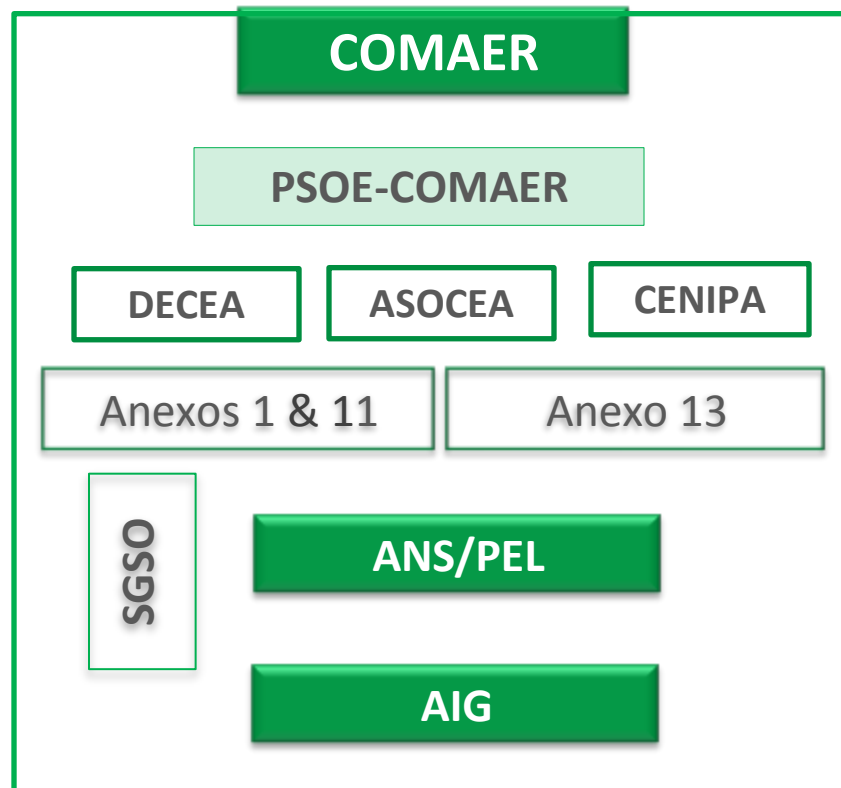 COMAER
PSOE-COMAER
DECEA
ASOCEA
CENIPA
Anexos 1 & 11
Anexo 13
SGSO
ANS/PEL
AIG